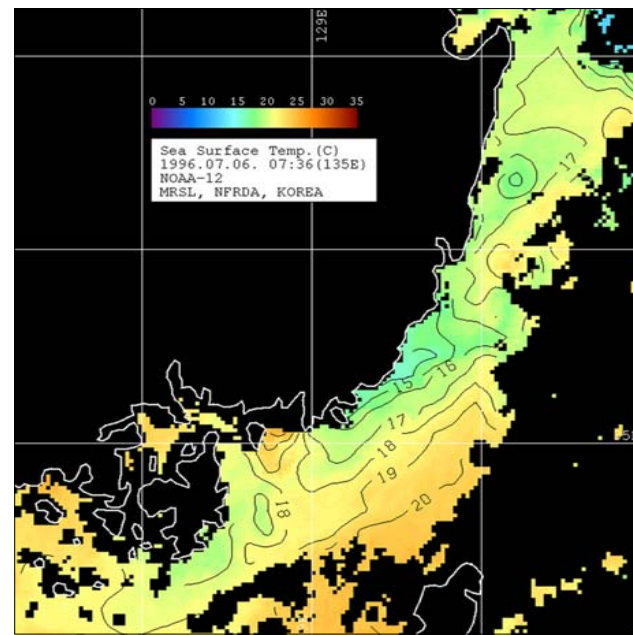 129E
0 5 10 15 20 25 30 35
Sea Surface Temp.(C)
1996.07.06. 07:36(135E)
NOAA-12
MRSL, NFRDA, KOREA
17
15
16
17
18
19
20
18